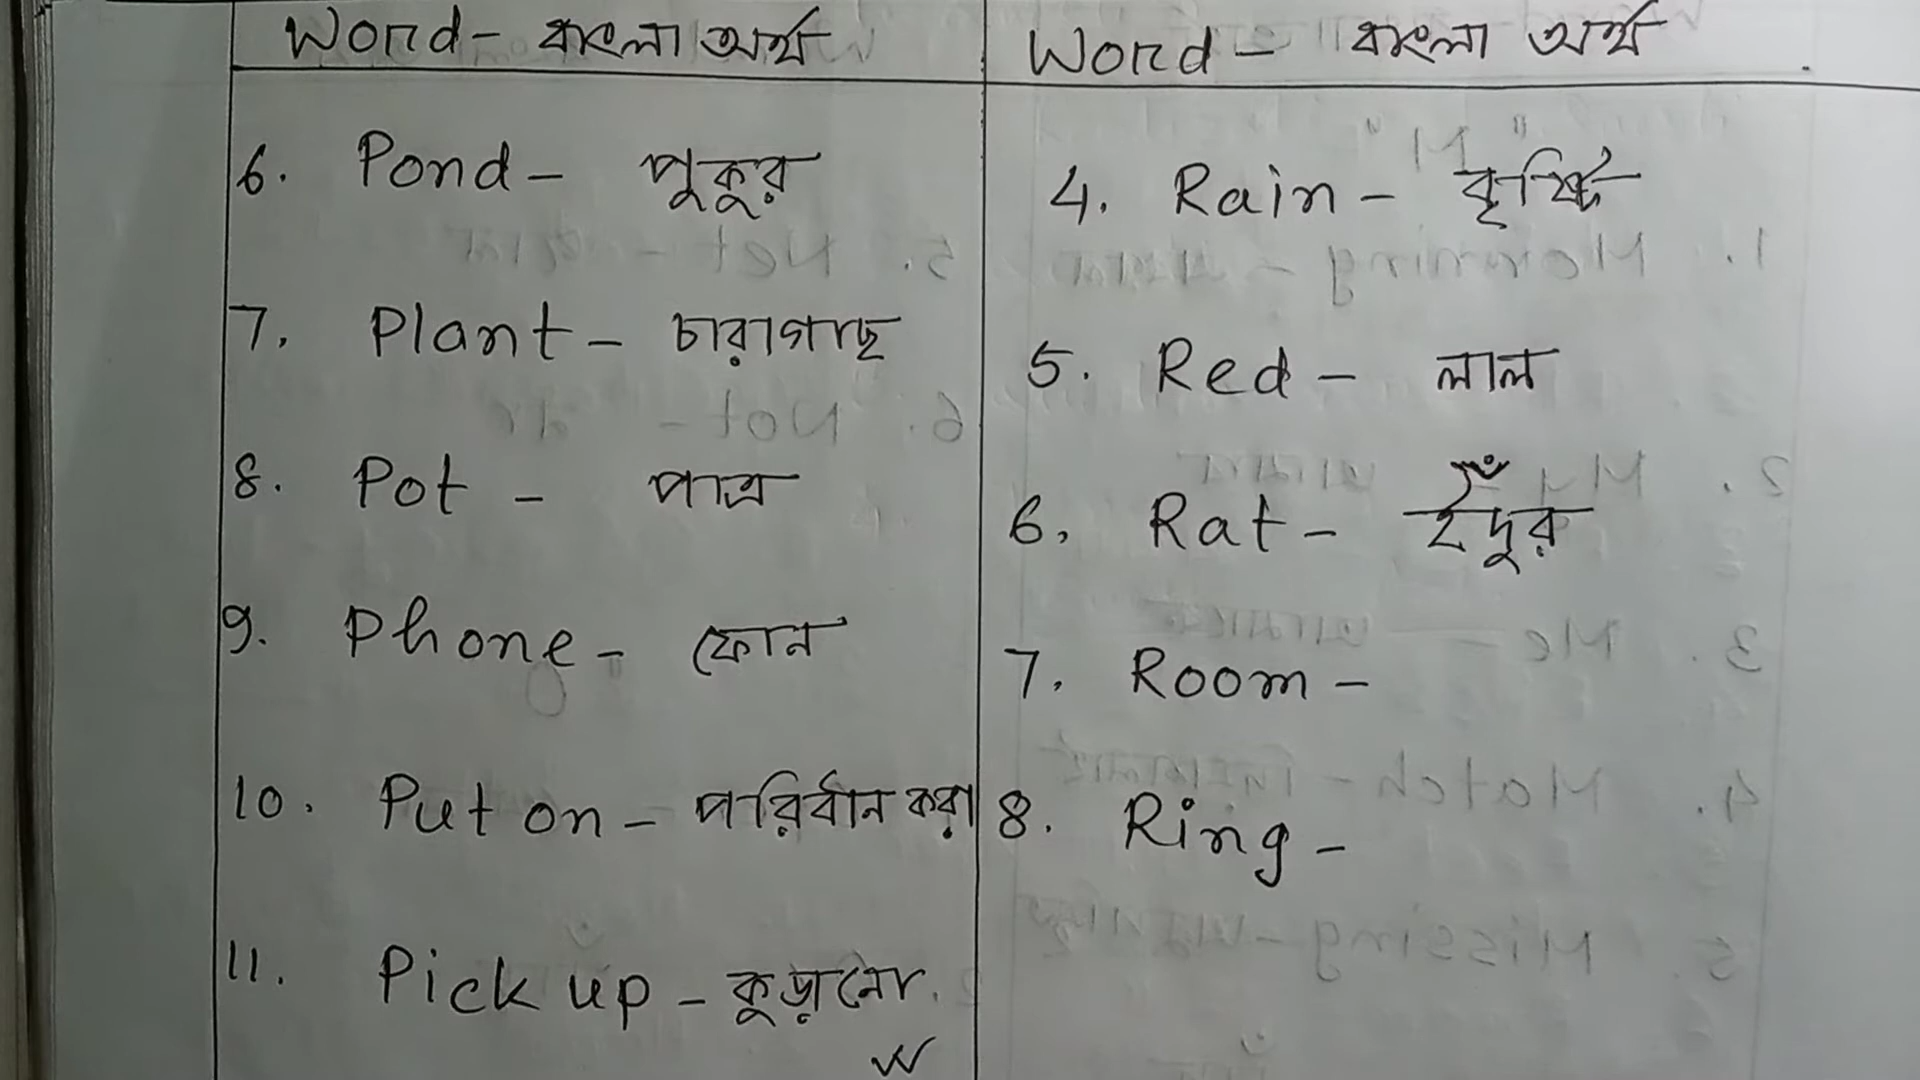 Word - বাংলা অর্থ
6. Pond - পুকুর
7. Plant - চারাগাছ
8. Pot - পাত্র
9. Phone - ফোন
10. Put on - পরিধান করা
11. Pick up - কুড়ানো.
W
Word - বাংলা অর্থ
4. Rain - বৃষ্টি
5. Red - লাল
6. Rat - ইঁদুর
7. Room -
8. Ring -